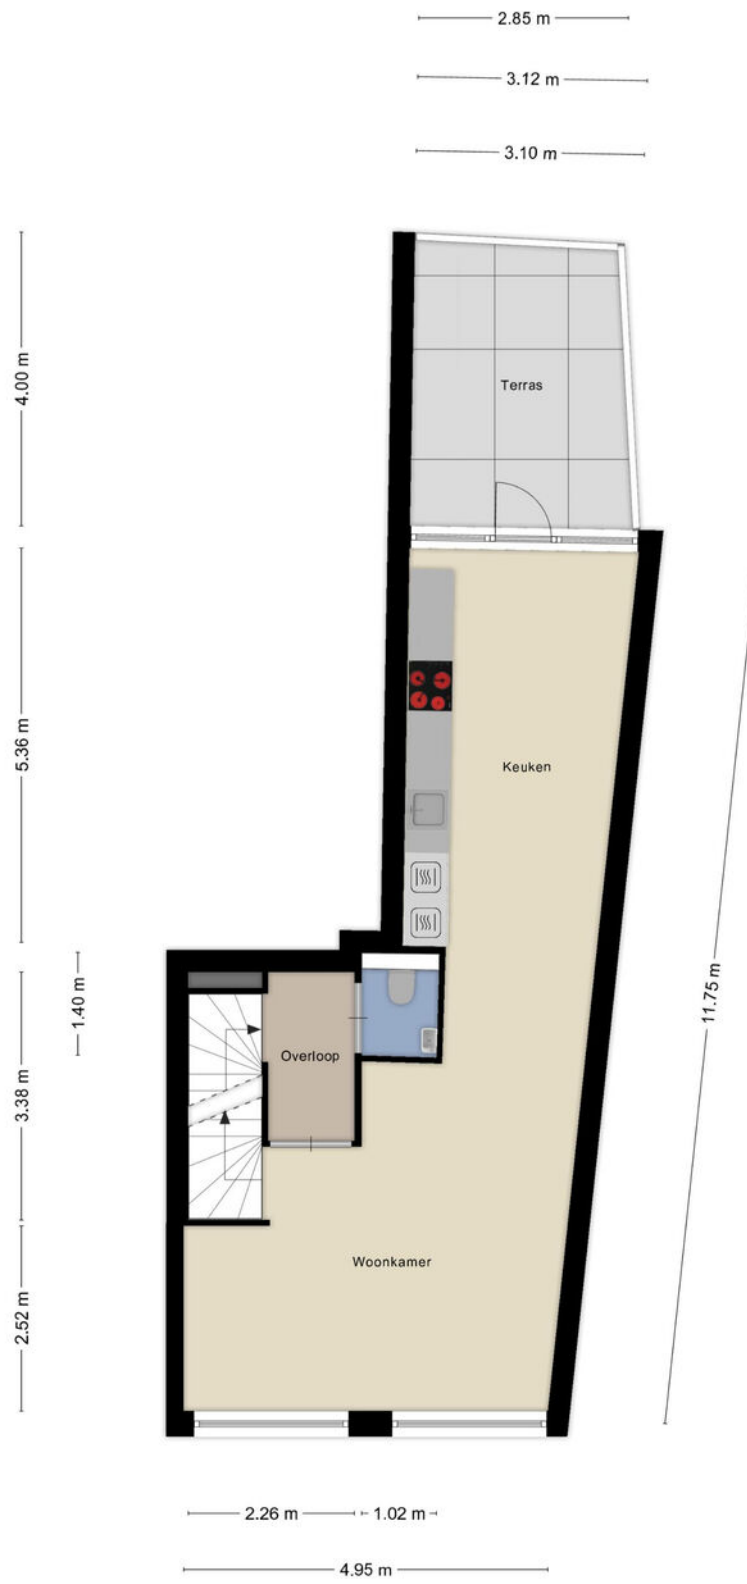 2.85 m
3.12 m
3.10 m
4.00 m
Terras
5.36 m
Keuken
11.75 m
1.40 m
Overloop
3.38 m
Woonkamer
2.52 m
2.26 m
1.02 m
4.95 m